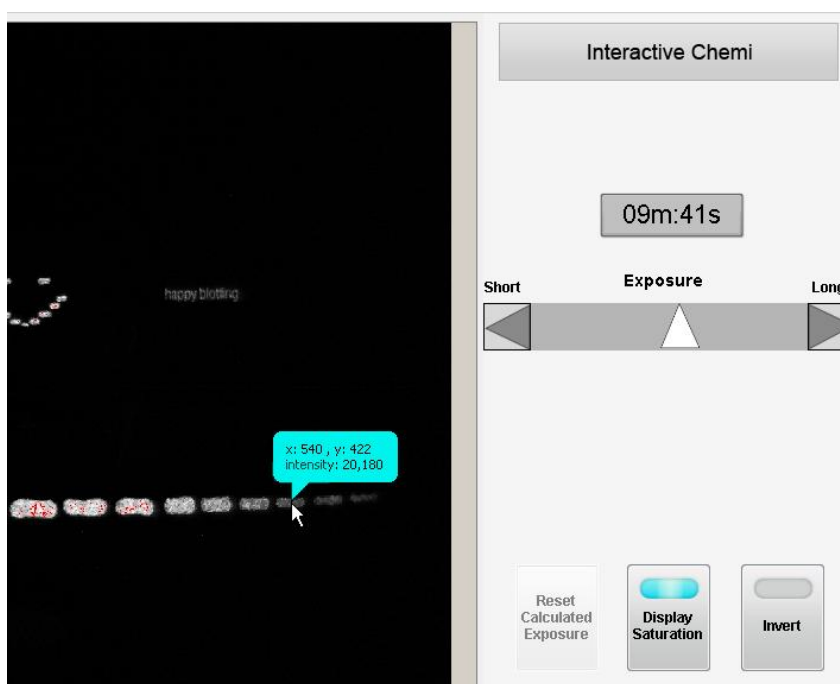 Interactive Chemi
09m:41s
Short
Exposure
Long
happy blotting
x: 540 , y: 422
intensity: 20,180
Reset
Calculated
Exposure
Display
Saturation
Invert